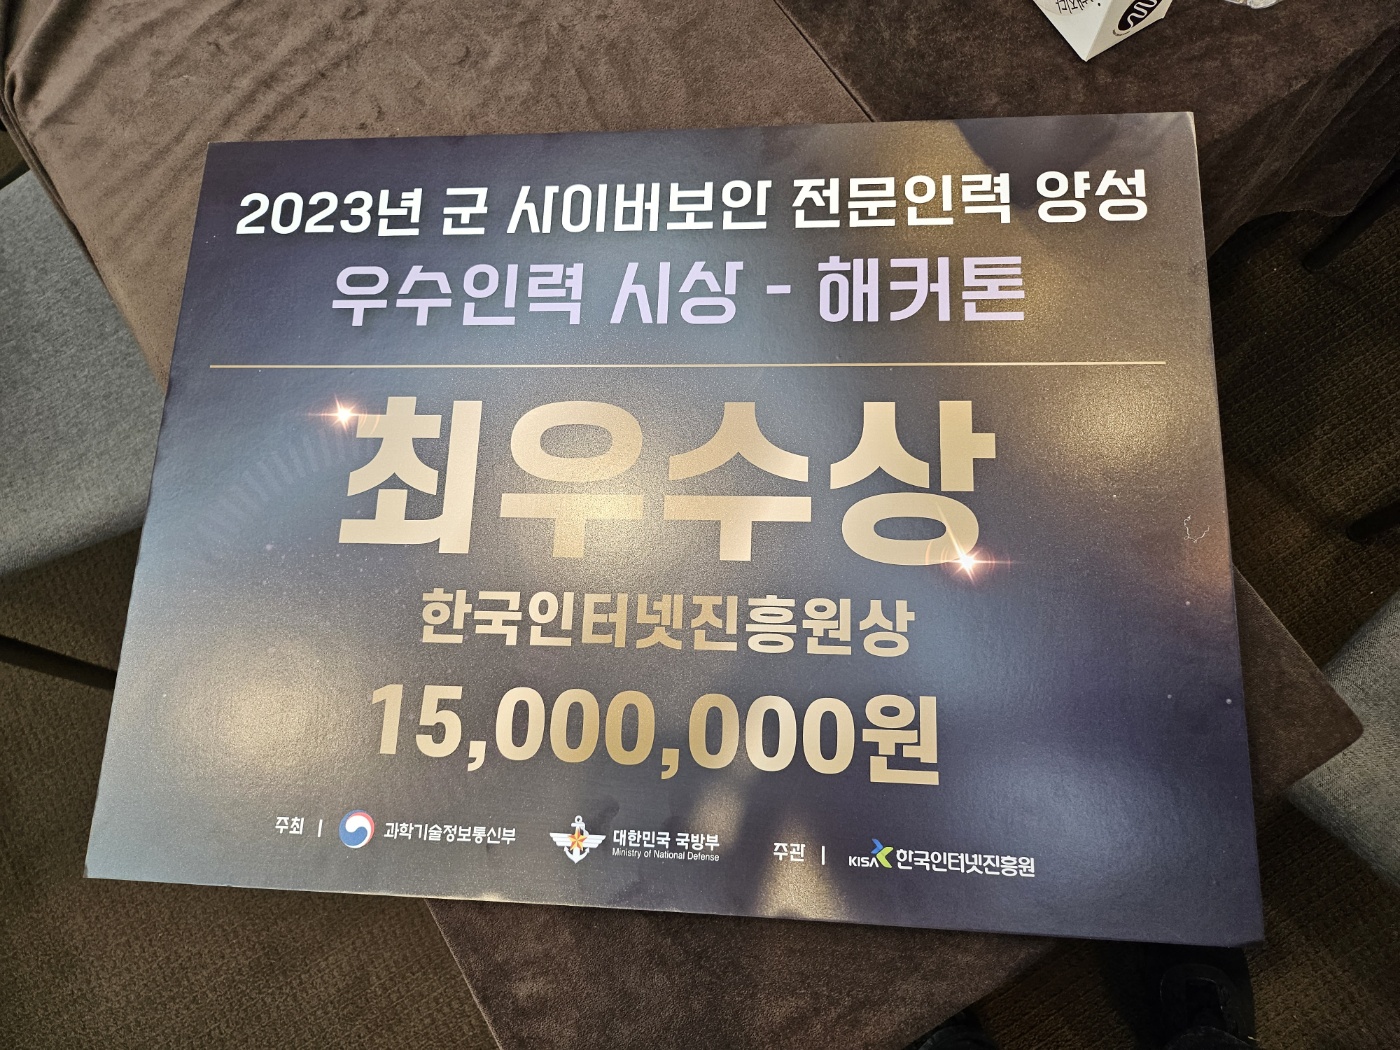 2023년 군 사이버보안 전문인력 양성
우수인력 시상 - 해커톤
최우수상
한국인터넷진흥원상
15,000,000원
주최 | 과학기술정보통신부 대한민국 국방부 Ministry of National Defense 주관 | KISA 한국인터넷진흥원